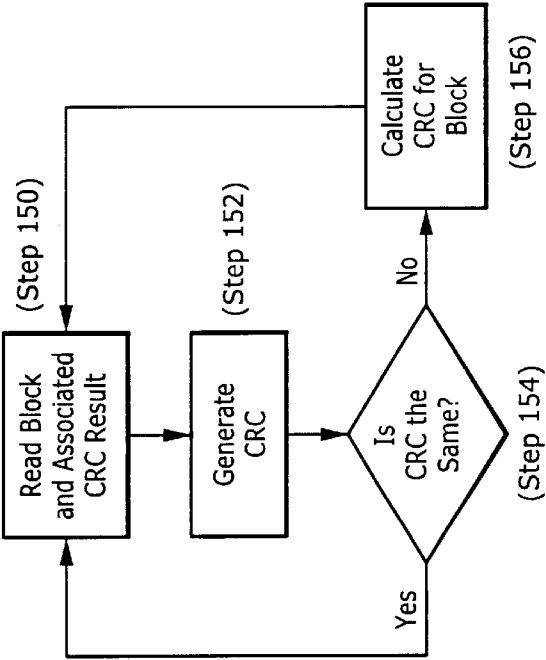 Read Block
and Associated
CRC Result
(Step 150)
Generate
CRC
(Step 152)
Is
CRC the
Same?
(Step 154)
Yes
No
Calculate
CRC for
Block
(Step 156)